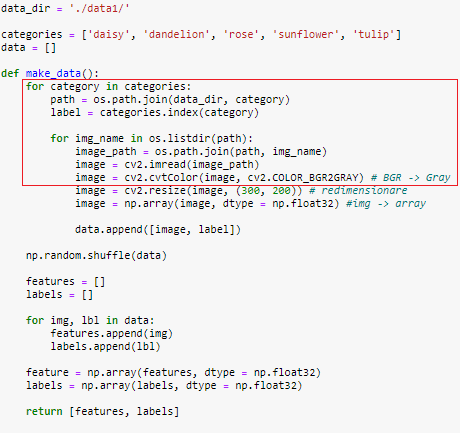 data_dir = './data1/'
categories = ['daisy', 'dandelion', 'rose', 'sunflower', 'tulip']
data = []
def make_data():
for category in categories:
path = os.path.join(data_dir, category)
label = categories.index(category)
for img_name in os.listdir(path):
image_path = os.path.join(path, img_name)
image = cv2.imread(image_path)
image = cv2.cvtColor(image, cv2.COLOR_BGR2GRAY) # BGR -> Gray
image = cv2.resize(image, (300, 200)) # redimensionare
image = np.array(image, dtype = np.float32) #img -> array
data.append([image, label])
np.random.shuffle(data)
features = []
labels = []
for img, lbl in data:
features.append(img)
labels.append(lbl)
feature = np.array(features, dtype = np.float32)
labels = np.array(labels, dtype = np.float32)
return [features, labels]